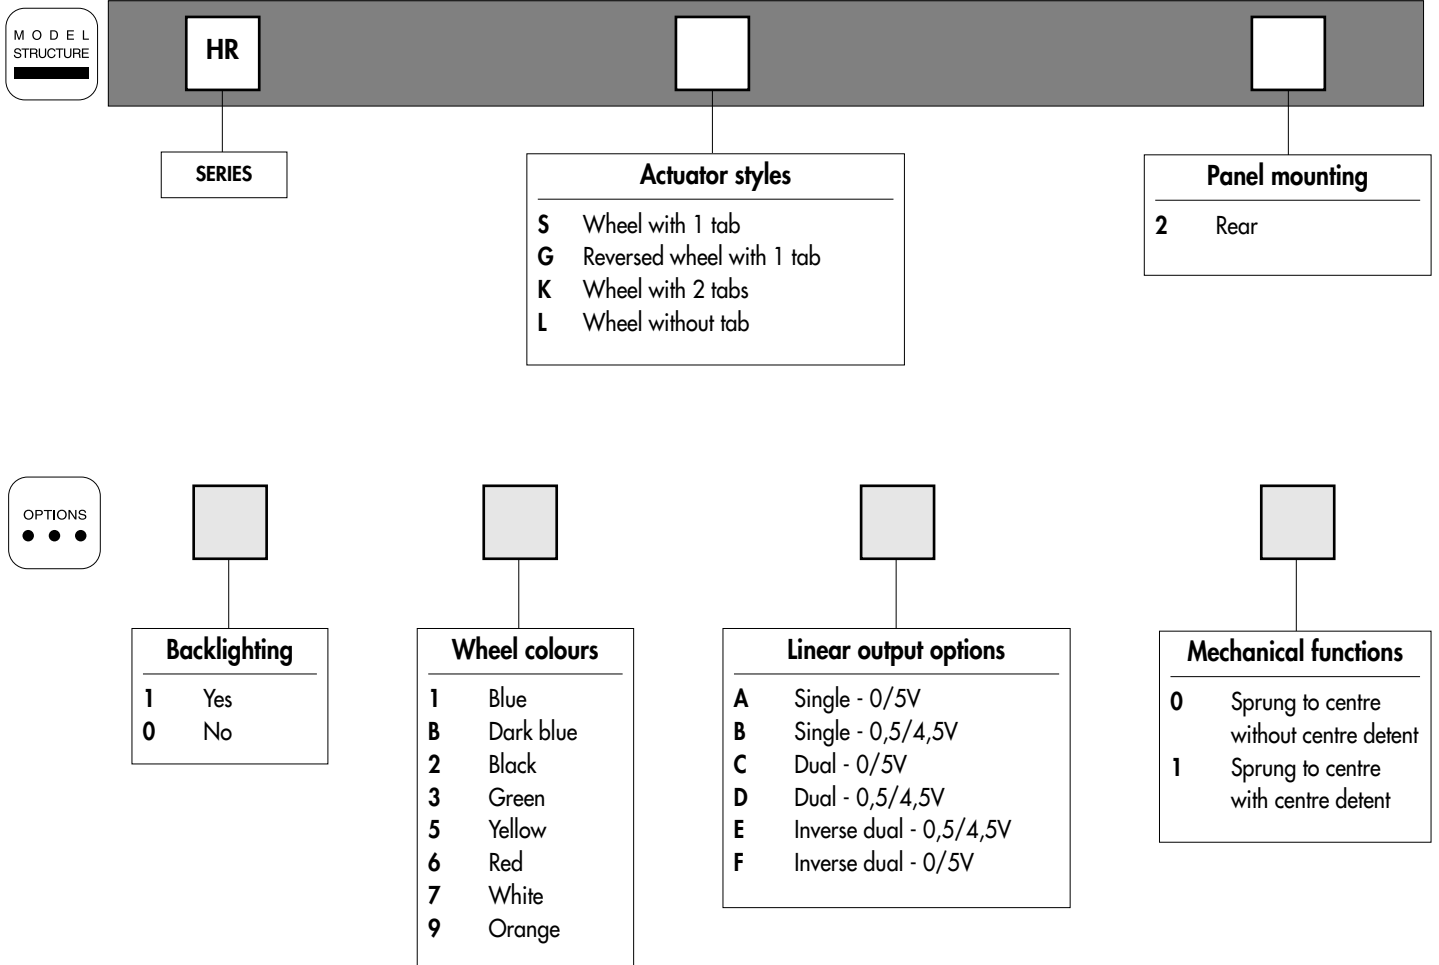 MODEL
STRUCTURE
HR
SERIES
Actuator styles
S Wheel with 1 tab
G Reversed wheel with 1 tab
K Wheel with 2 tabs
L Wheel without tab
Panel mounting
2 Rear
OPTIONS
Backlighting
1 Yes
0 No
Wheel colours
1 Blue
B Dark blue
2 Black
3 Green
5 Yellow
6 Red
7 White
9 Orange
Linear output options
A Single - 0/5V
B Single - 0,5/4,5V
C Dual - 0/5V
D Dual - 0,5/4,5V
E Inverse dual - 0,5/4,5V
F Inverse dual - 0/5V
Mechanical functions
0 Sprung to centre
without centre detent
1 Sprung to centre
with centre detent